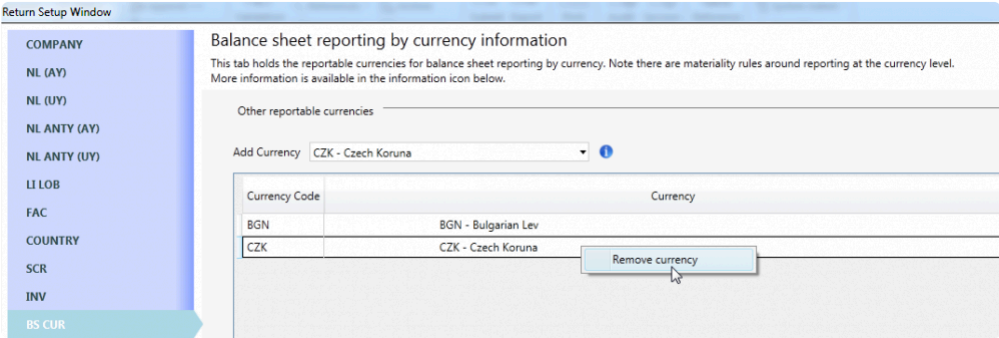 Return Setup Window
COMPANY
NL (AY)
NL (UY)
NL ANTY (AY)
NL ANTY (UY)
LI LOB
FAC
COUNTRY
SCR
INV
BS CUR
Balance sheet reporting by currency information
This tab holds the reportable currencies for balance sheet reporting by currency. Note there are materiality rules around reporting at the currency level.
More information is available in the information icon below.
Other reportable currencies
Add Currency CZK - Czech Koruna
Currency Code Currency
BGN BGN - Bulgarian Lev
CZK CZK - Czech Koruna
Remove currency